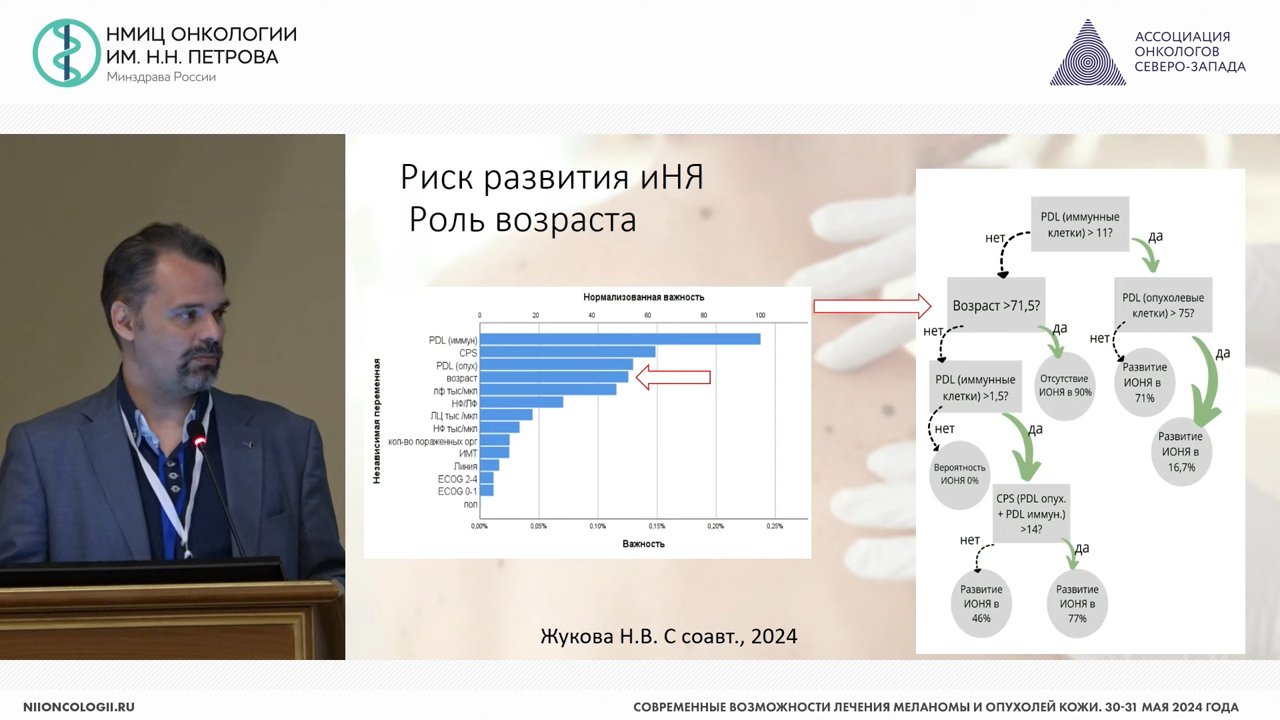 НМИЦ ОНКОЛОГИИ
ИМ. Н.Н. ПЕТРОВА
Минздрава России
АССОЦИАЦИЯ
ОНКОЛОГОВ
СЕВЕРО-ЗАПАДА
Риск развития иНЯ
Роль возраста
Нормализованная важность
0 20 40 60 80 100
Независимая переменная
PDL (иммун)
CPS
PDL (опух)
возраст
лф тыс/мкл
НФ/ЛФ
ЛЦ тыс /мкл
НФ тыс/мкл
кол-во пораженных орг
ИМТ
Линия
ECOG 2-4
ECOG 0-1
пол
0,00% 0,05% 0,10% 0,15% 0,20% 0,25%
Важность
PDL (иммунные
клетки) > 11?
нет
да
Возраст >71,5?
PDL (опухолевые
клетки) > 75?
нет
да
нет
да
PDL (иммунные
клетки) >1,5?
Отсутствие
ИОНЯ в 90%
Развитие
ИОНЯ в
71%
Развитие
ИОНЯ в
16,7%
нет
да
Вероятность
ИОНЯ 0%
CPS (PDL опух.
+ PDL иммун.)
>14?
нет
да
Развитие
ИОНЯ в
46%
Развитие
ИОНЯ в
77%
Жукова Н.В. С соавт., 2024
NIIONCOLOGII.RU
СОВРЕМЕННЫЕ ВОЗМОЖНОСТИ ЛЕЧЕНИЯ МЕЛАНОМЫ И ОПУХОЛЕЙ КОЖИ. 30-31 МАЯ 2024 ГОДА